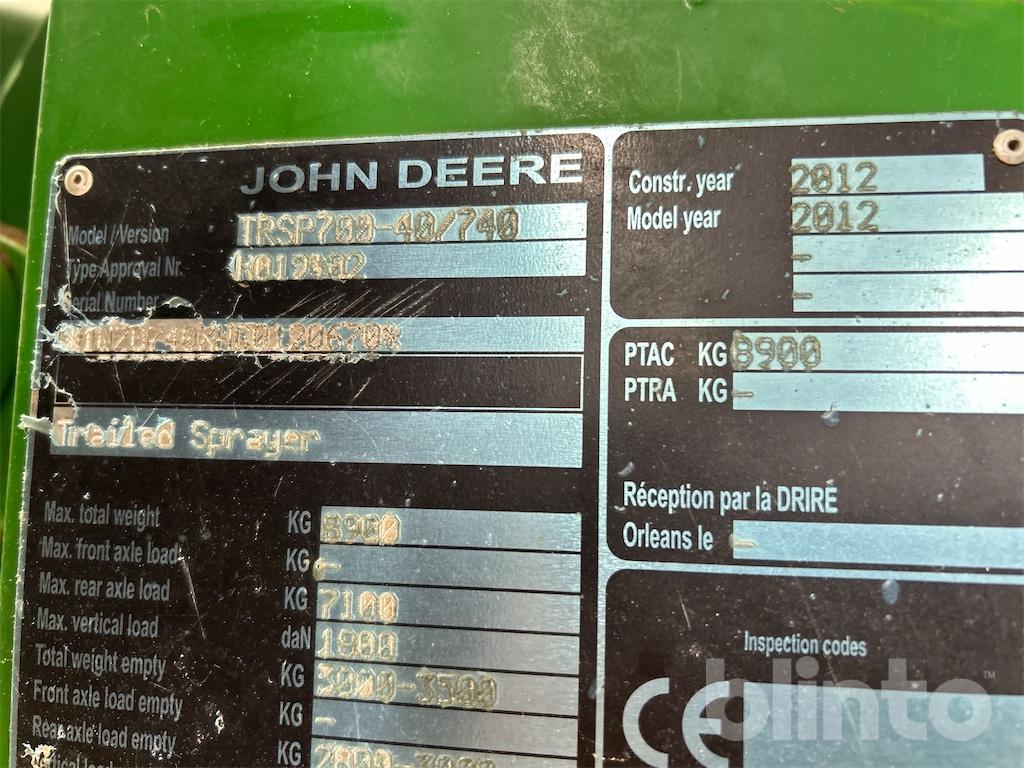 JOHN DEERE
Model / Version TRSP700-40/740
Type Approval Nr.
Serial Number
Trailed Sprayer
Max. total weight KG 8900
Max. front axle load KG -
Max. rear axle load KG 7100
Max. vertical load daN 1800
Total weight empty KG
Front axle load empty KG -
Rear axle load empty KG
Constr. year 2012
Model year 2012
-
-
PTAC KG 8900
PTRA KG -
Réception par la DRIRE
Orleans le -
Inspection codes
CE
blinto™